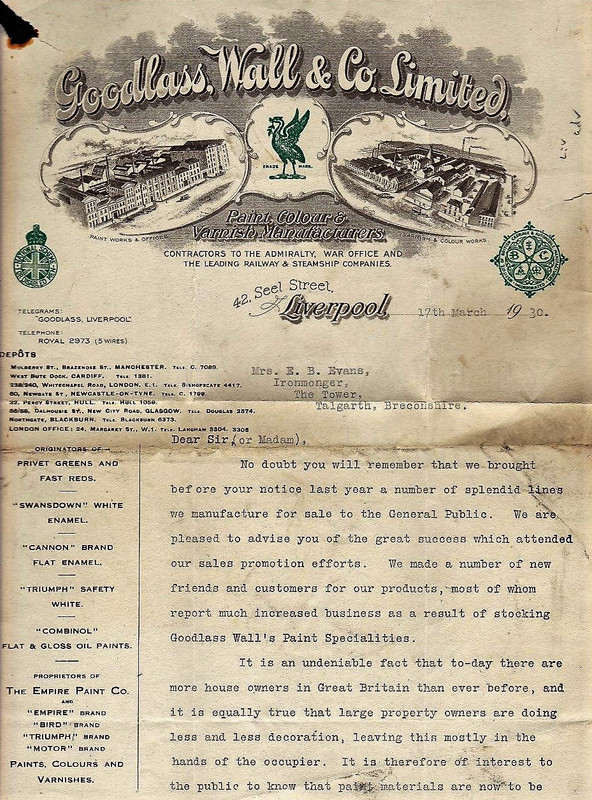 Goodlass, Wall & Co. Limited.
TRADE MARK.
PAINT WORKS & OFFICES.
VARNISH & COLOUR WORKS.
Paint, Colour &
Varnish Manufacturers
CONTRACTORS TO THE ADMIRALTY, WAR OFFICE AND
THE LEADING RAILWAY & STEAMSHIP COMPANIES.
B C
42, Seel Street,
Liverpool 17th March 1930.
TELEGRAMS:
"GOODLASS, LIVERPOOL".
TELEPHONE:
ROYAL 2973 (5 WIRES)
DEPÔTS
MULBERRY ST., BRAZENOSE ST., MANCHESTER. TELE. C. 7089.
WEST BUTE DOCK, CARDIFF. TELE. 1381.
238/240, WHITECHAPEL ROAD, LONDON. E.1. TELE. BISHOPSGATE 4417.
60, NEWGATE ST., NEWCASTLE-ON-TYNE. TELE. C. 1799.
32, PERCY STREET, HULL. TELE. HULL 1059.
86/88, DALHOUSIE ST., NEW CITY ROAD, GLASGOW. TELE. DOUGLAS 2574.
NORTHGATE, BLACKBURN. TELE. BLACKBURN 6373.
LONDON OFFICE: 24, MARGARET ST., W.1. TELE. LANGHAM 3304, 3305
Mrs. E. B. Evans,
Ironmonger,
The Tower,
Talgarth, Breconshire.
ORIGINATORS OF
PRIVET GREENS AND
FAST REDS.
"SWANSDOWN" WHITE
ENAMEL.
"CANNON" BRAND
FLAT ENAMEL.
"TRIUMPH" SAFETY
WHITE.
"COMBINOL"
FLAT & GLOSS OIL PAINTS.
PROPRIETORS OF
THE EMPIRE PAINT CO.
AND
"EMPIRE" BRAND
"BIRD" BRAND
"TRIUMPH" BRAND
"MOTOR" BRAND
PAINTS, COLOURS AND
VARNISHES.
Dear Sir,(or Madam),
No doubt you will remember that we brought
before your notice last year a number of splendid lines
we manufacture for sale to the General Public. We are
pleased to advise you of the great success which attended
our sales promotion efforts. We made a number of new
friends and customers for our products, most of whom
report much increased business as a result of stocking
Goodlass Wall's Paint Specialities.
It is an undeniable fact that to-day there are
more house owners in Great Britain than ever before, and
it is equally true that large property owners are doing
less and less decoration, leaving this mostly in the
hands of the occupier. It is therefore of interest to
the public to know that paint materials are now to be